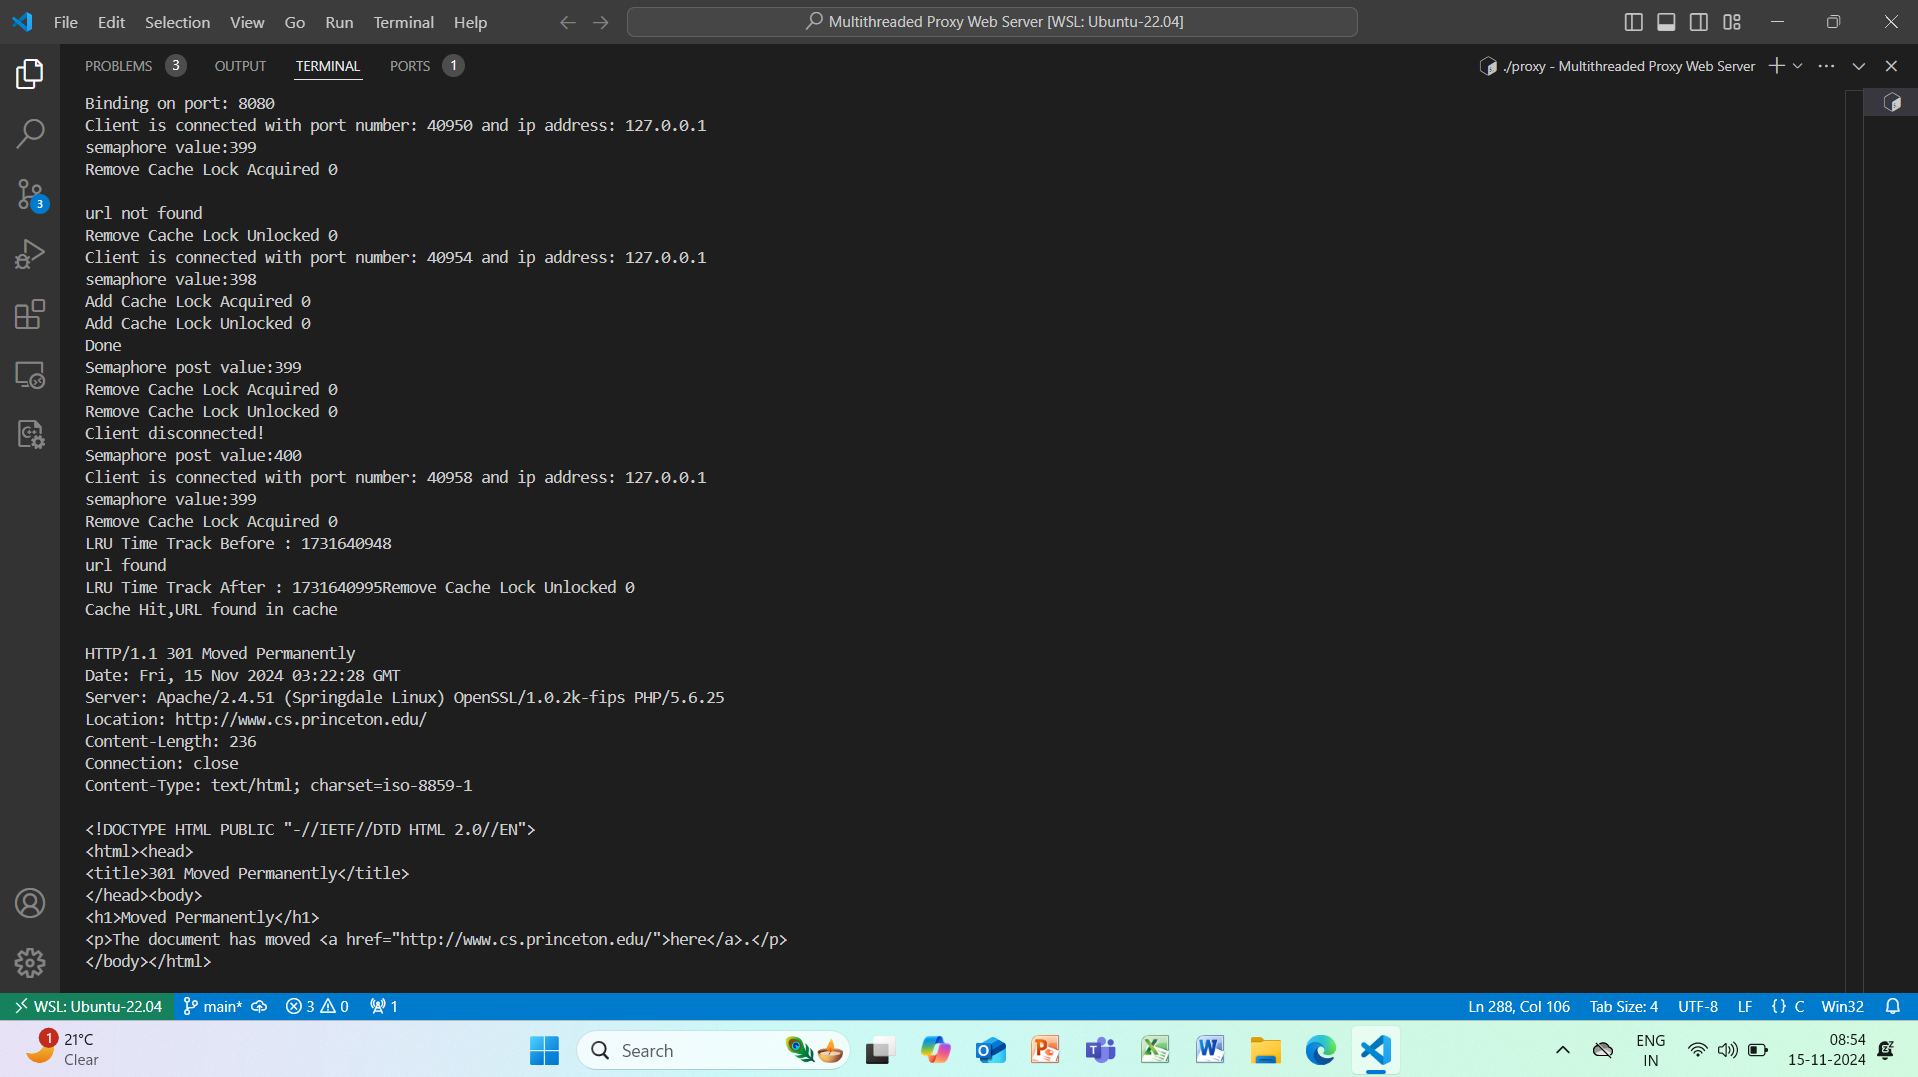 File Edit Selection View Go Run Terminal Help
Multithreaded Proxy Web Server [WSL: Ubuntu-22.04]
PROBLEMS 3 OUTPUT TERMINAL PORTS 1
./proxy - Multithreaded Proxy Web Server
Binding on port: 8080
Client is connected with port number: 40950 and ip address: 127.0.0.1
semaphore value:399
Remove Cache Lock Acquired 0
url not found
Remove Cache Lock Unlocked 0
Client is connected with port number: 40954 and ip address: 127.0.0.1
semaphore value:398
Add Cache Lock Acquired 0
Add Cache Lock Unlocked 0
Done
Semaphore post value:399
Remove Cache Lock Acquired 0
Remove Cache Lock Unlocked 0
Client disconnected!
Semaphore post value:400
Client is connected with port number: 40958 and ip address: 127.0.0.1
semaphore value:399
Remove Cache Lock Acquired 0
LRU Time Track Before : 1731640948
url found
LRU Time Track After : 1731640995Remove Cache Lock Unlocked 0
Cache Hit,URL found in cache
HTTP/1.1 301 Moved Permanently
Date: Fri, 15 Nov 2024 03:22:28 GMT
Server: Apache/2.4.51 (Springdale Linux) OpenSSL/1.0.2k-fips PHP/5.6.25
Location: http://www.cs.princeton.edu/
Content-Length: 236
Connection: close
Content-Type: text/html; charset=iso-8859-1
<!DOCTYPE HTML PUBLIC "-//IETF//DTD HTML 2.0//EN">
<html><head>
<title>301 Moved Permanently</title>
</head><body>
<h1>Moved Permanently</h1>
<p>The document has moved <a href="http://www.cs.princeton.edu/">here</a>.</p>
</body></html>
3
WSL: Ubuntu-22.04 main* 3 0 1
Ln 288, Col 106 Tab Size: 4 UTF-8 LF {} C Win32
1 21°C
Clear
Search
ENG
IN
08:54
15-11-2024